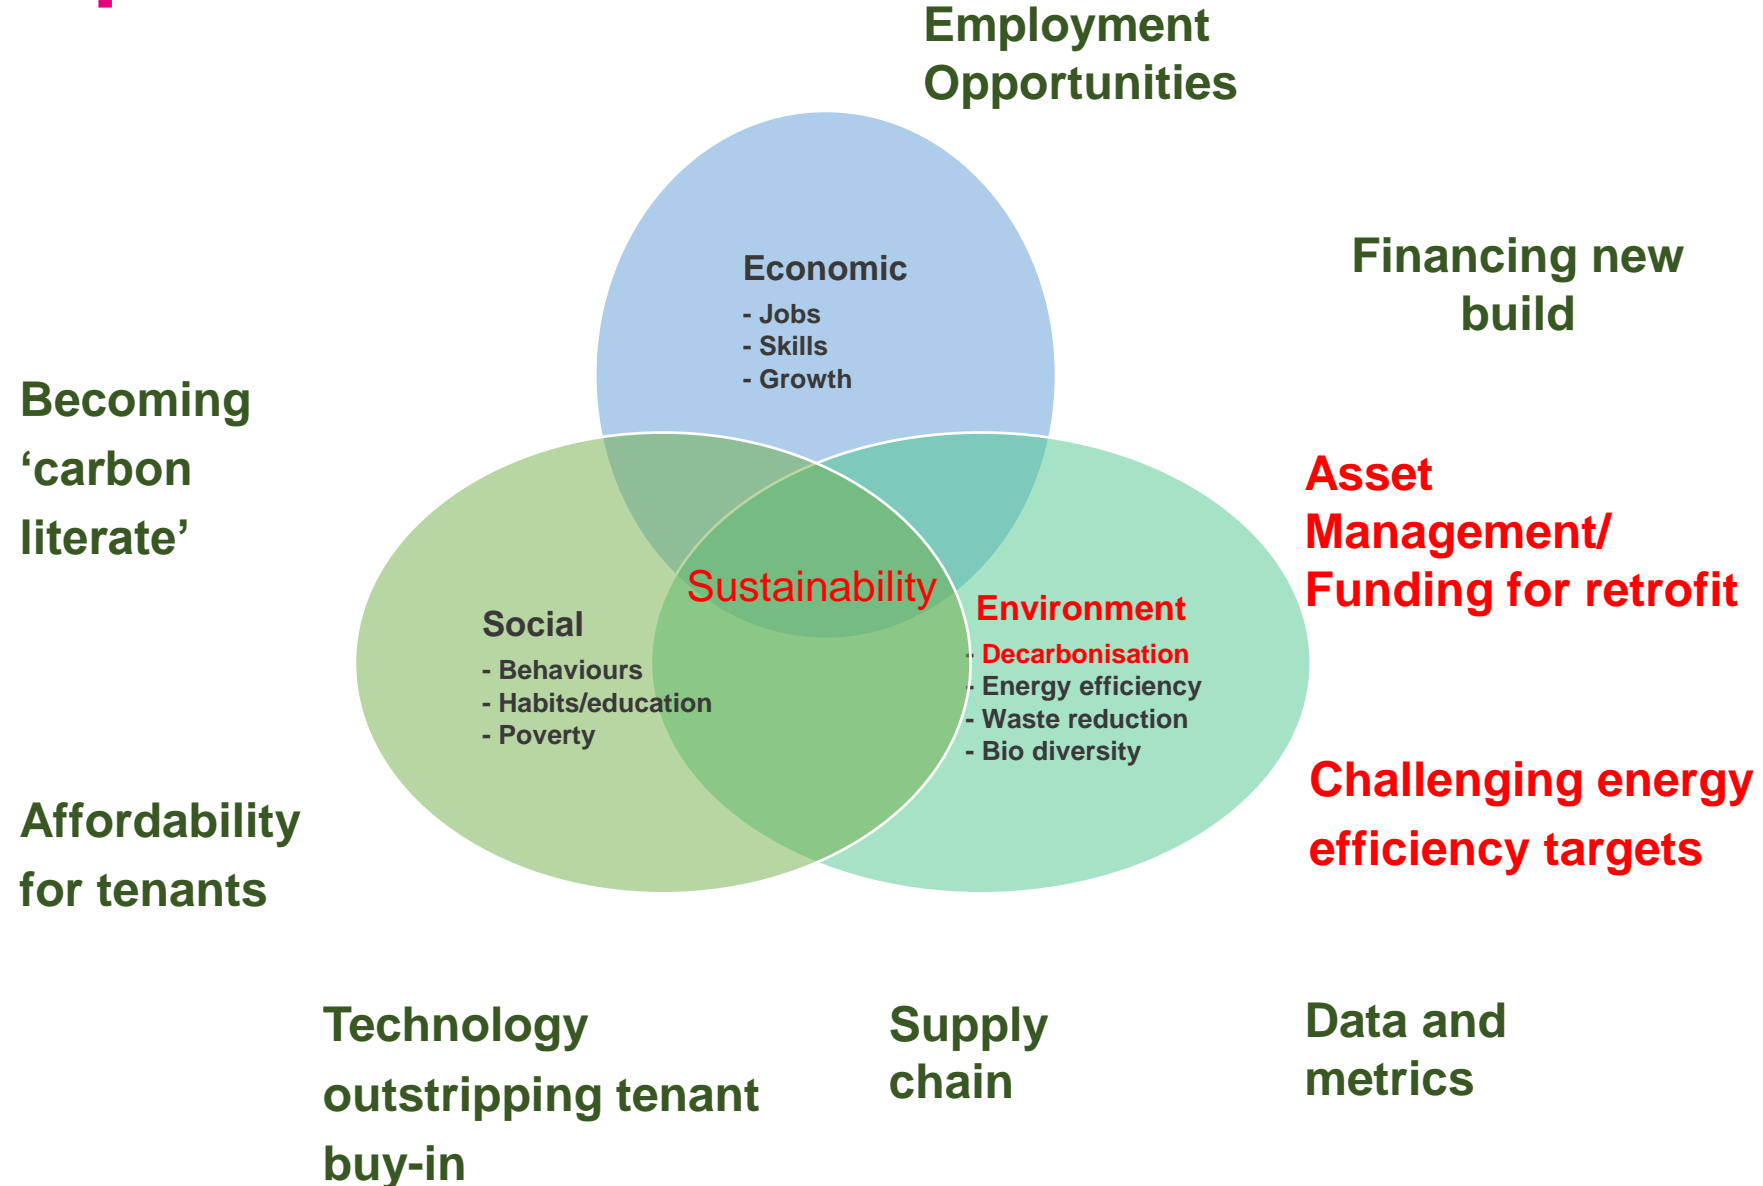 Employment
Opportunities
Economic
- Jobs
- Skills
- Growth
Financing new
build
Becoming
‘carbon
literate’
Asset
Management/
Funding for retrofit
Sustainability
Social
- Behaviours
- Habits/education
- Poverty
Environment
- Decarbonisation
- Energy efficiency
- Waste reduction
- Bio diversity
Challenging energy
efficiency targets
Affordability
for tenants
Technology
outstripping tenant
buy-in
Supply
chain
Data and
metrics